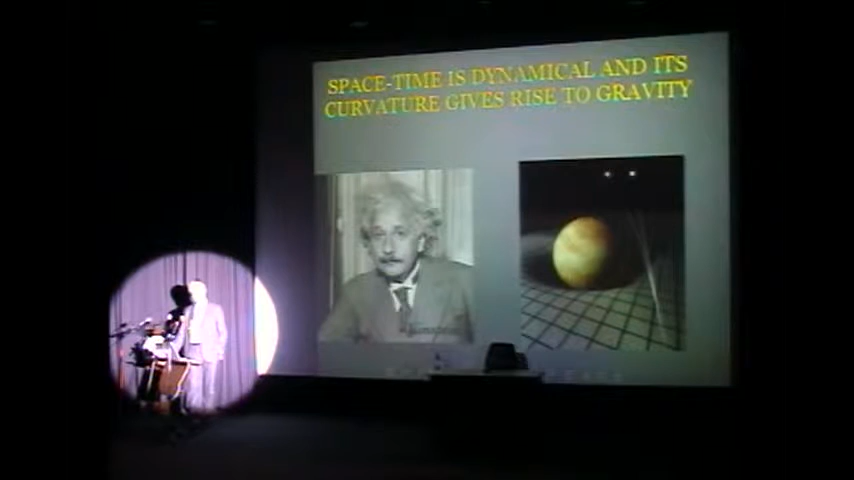 SPACE-TIME IS DYNAMICAL AND ITS
CURVATURE GIVES RISE TO GRAVITY